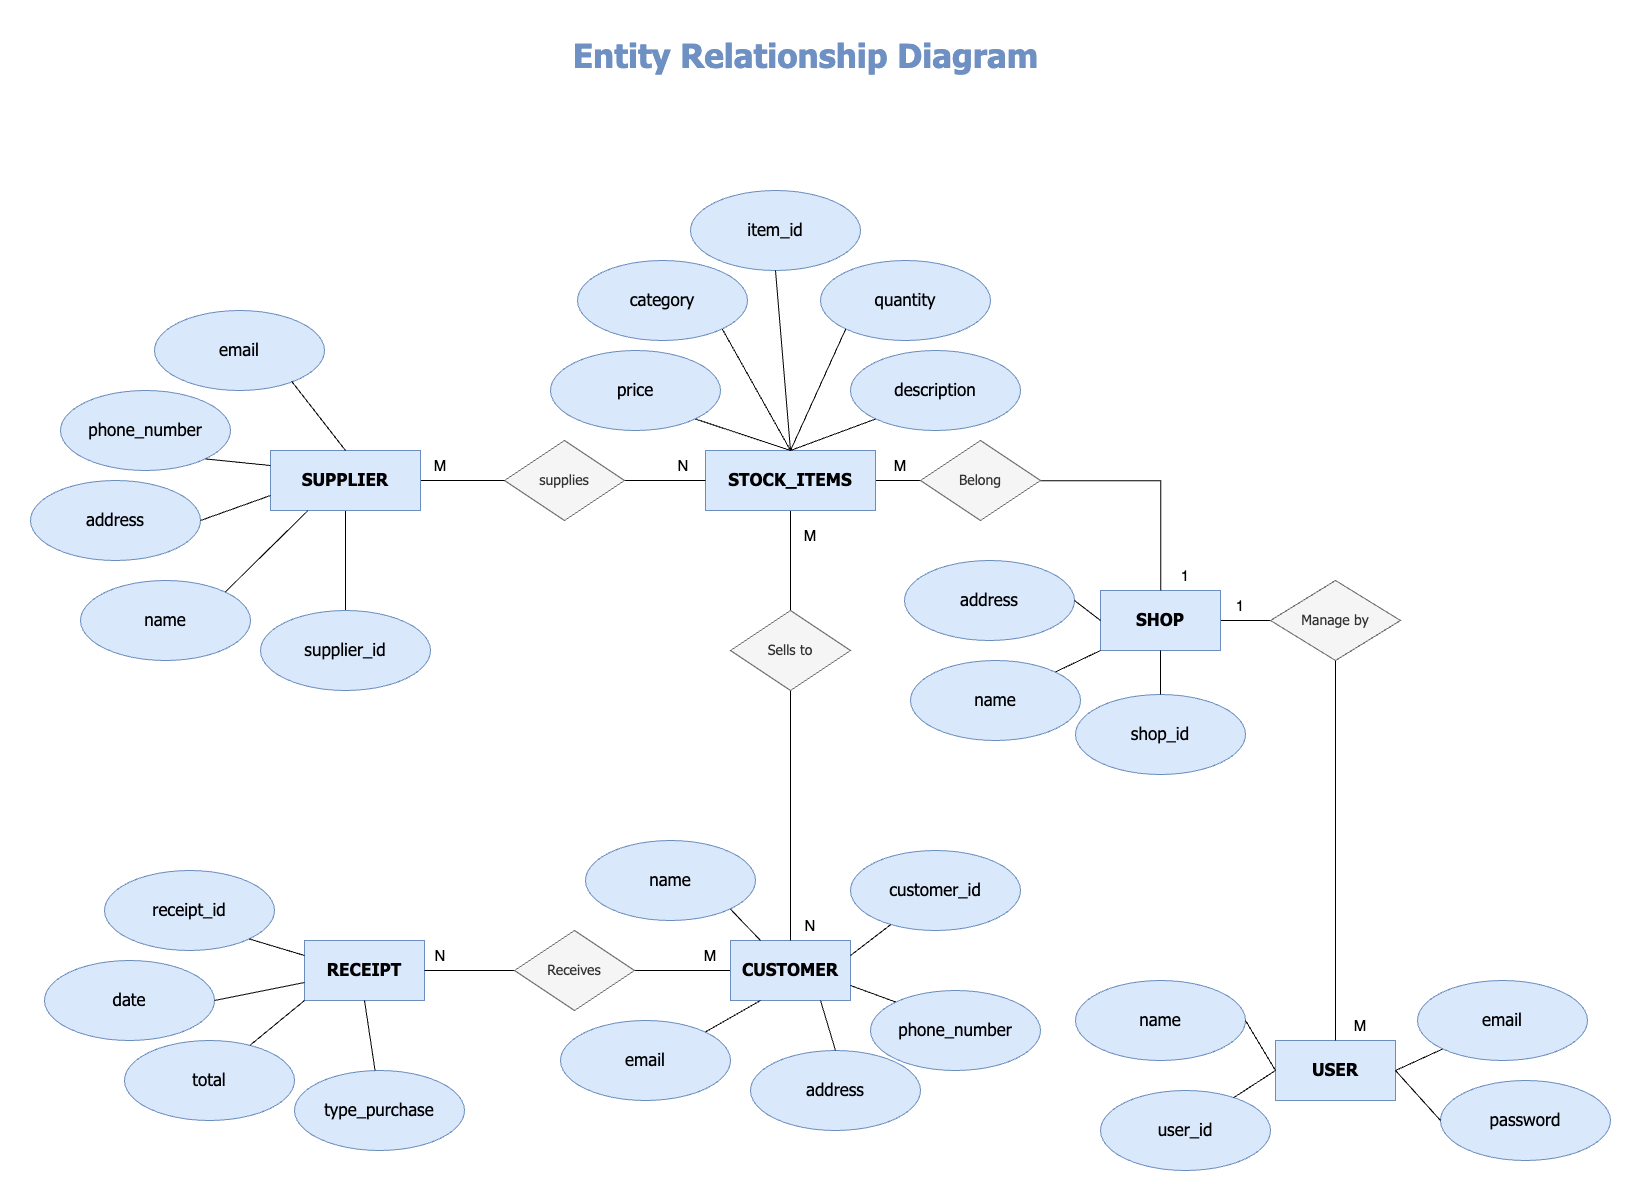 Entity Relationship Diagram
item_id
category
quantity
email
price
description
phone_number
SUPPLIER
M
supplies
N
STOCK_ITEMS
M
Belong
address
M
1
address
1
name
SHOP
Manage by
supplier_id
Sells to
name
shop_id
name
customer_id
receipt_id
N
RECEIPT
N
Receives
M
CUSTOMER
date
phone_number
name
M
email
email
total
address
USER
type_purchase
user_id
password